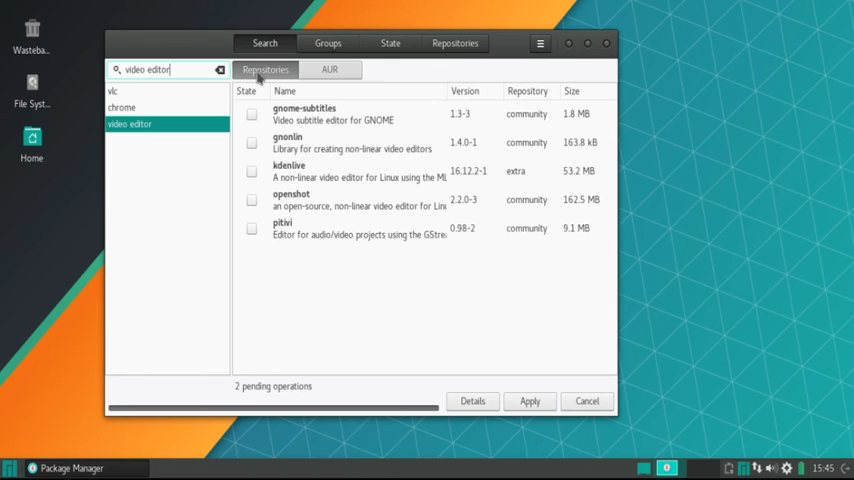 Search Groups State Repositories
Wasteba...
video editor
Repositories AUR
vlc
State Name Version Repository Size
File Sys...
chrome
gnome-subtitles
Video subtitle editor for GNOME
1.3-3 community 1.8 MB
video editor
gnonlin
Library for creating non-linear video editors
1.4.0-1 community 163.8 kB
Home
kdenlive
A non-linear video editor for Linux using the ML
16.12.2-1 extra 53.2 MB
openshot
an open-source, non-linear video editor for Lin
2.2.0-3 community 162.5 MB
pitivi
Editor for audio/video projects using the GStre
0.98-2 community 9.1 MB
2 pending operations
Details Apply Cancel
Package Manager
15:45